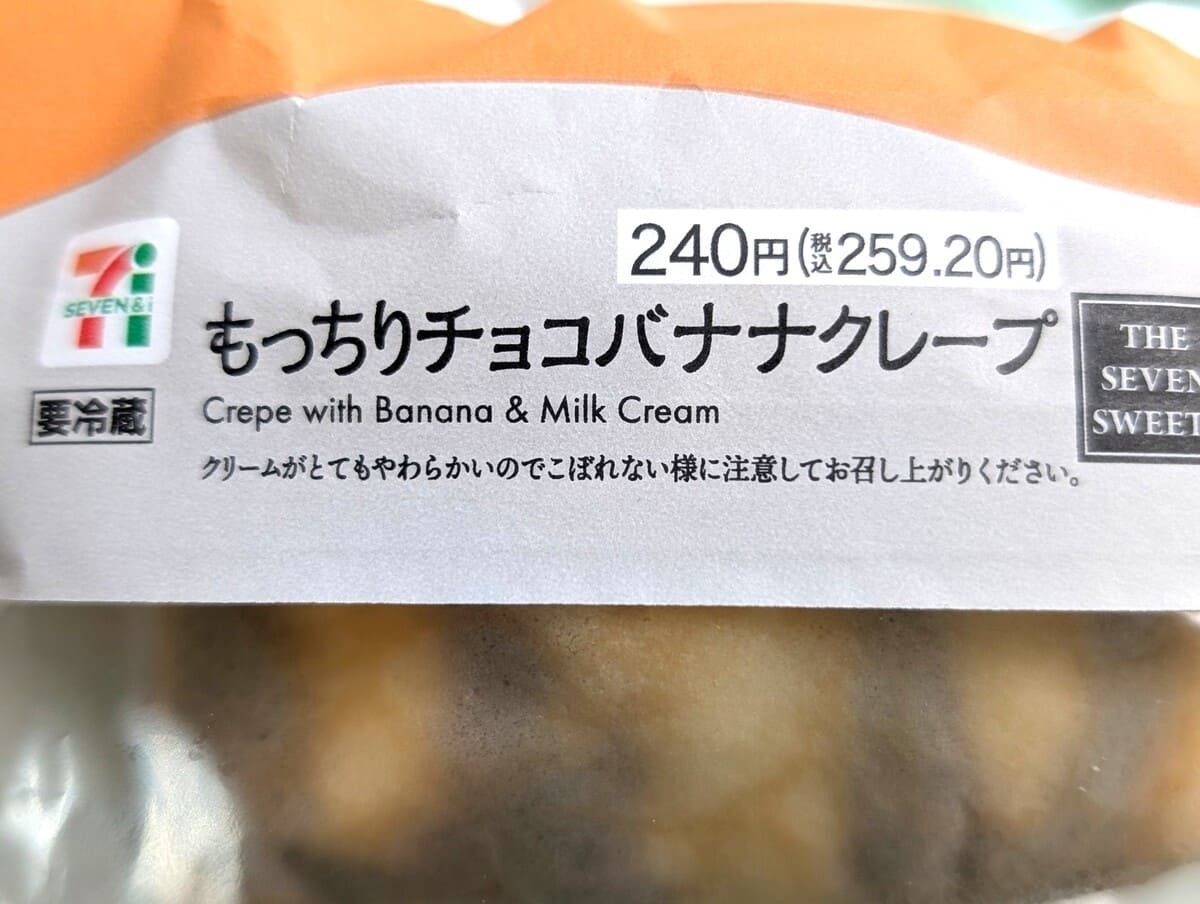 240円(税込259.20円)
SEVEN&i
もっちりチョコバナナクレープ
THE
SEVEN
SWEET
要冷蔵
Crepe with Banana & Milk Cream
クリームがとてもやわらかいのでこぼれない様に注意してお召し上がりください。